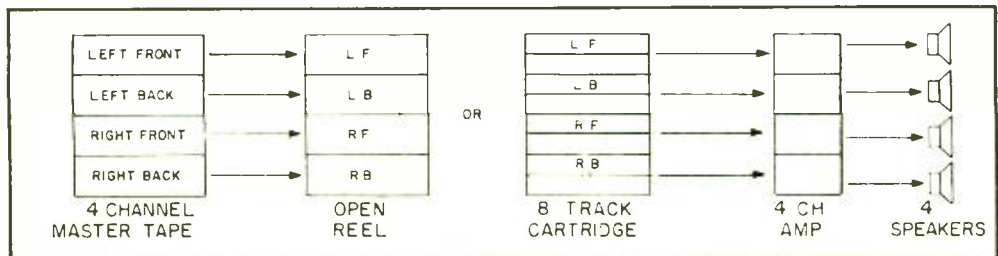 LEFT FRONT
LEFT BACK
RIGHT FRONT
RIGHT BACK
4 CHANNEL
MASTER TAPE
L F
L B
R F
R B
OPEN
REEL
OR
L F
L B
R F
R B
8 TRACK
CARTRIDGE
4 CH
AMP
4
SPEAKERS